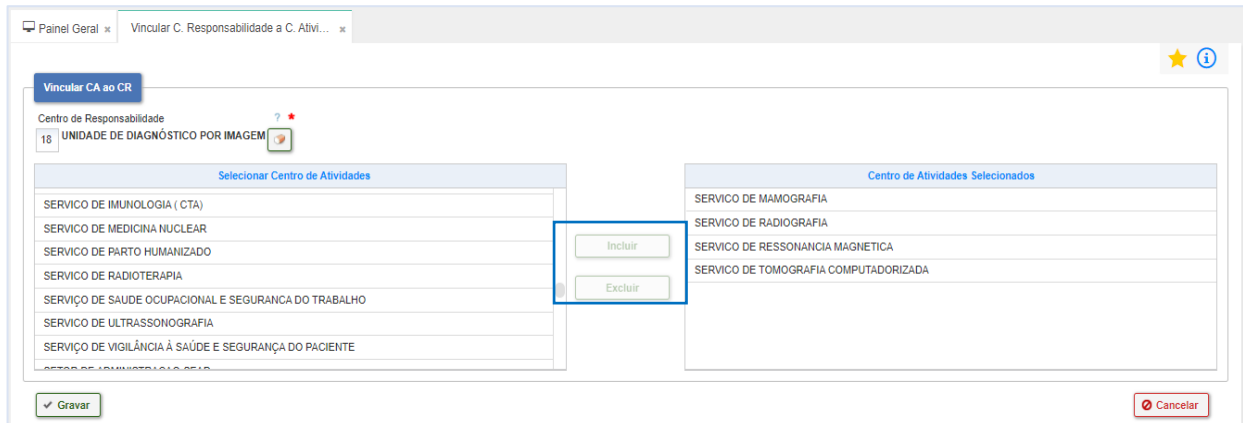 Painel Geral ×
Vincular C. Responsabilidade a C. Ativi... ×
Vincular CA ao CR
Centro de Responsabilidade ? *
18 UNIDADE DE DIAGNÓSTICO POR IMAGEM
Selecionar Centro de Atividades
SERVICO DE IMUNOLOGIA ( CTA)
SERVICO DE MEDICINA NUCLEAR
SERVICO DE PARTO HUMANIZADO
SERVICO DE RADIOTERAPIA
SERVIÇO DE SAUDE OCUPACIONAL E SEGURANCA DO TRABALHO
SERVICO DE ULTRASSONOGRAFIA
SERVIÇO DE VIGILÂNCIA À SAÚDE E SEGURANÇA DO PACIENTE
Incluir
Excluir
Centro de Atividades Selecionados
SERVICO DE MAMOGRAFIA
SERVICO DE RADIOGRAFIA
SERVICO DE RESSONANCIA MAGNETICA
SERVICO DE TOMOGRAFIA COMPUTADORIZADA
Gravar
Cancelar